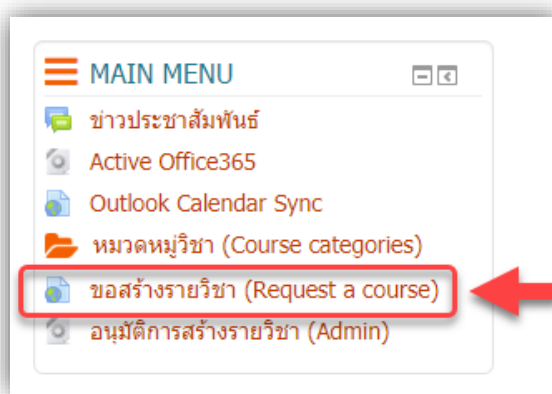 MAIN MENU
ข่าวประชาสัมพันธ์
Active Office365
Outlook Calendar Sync
หมวดหมู่วิชา (Course categories)
ขอสร้างรายวิชา (Request a course)
อนุมัติการสร้างรายวิชา (Admin)